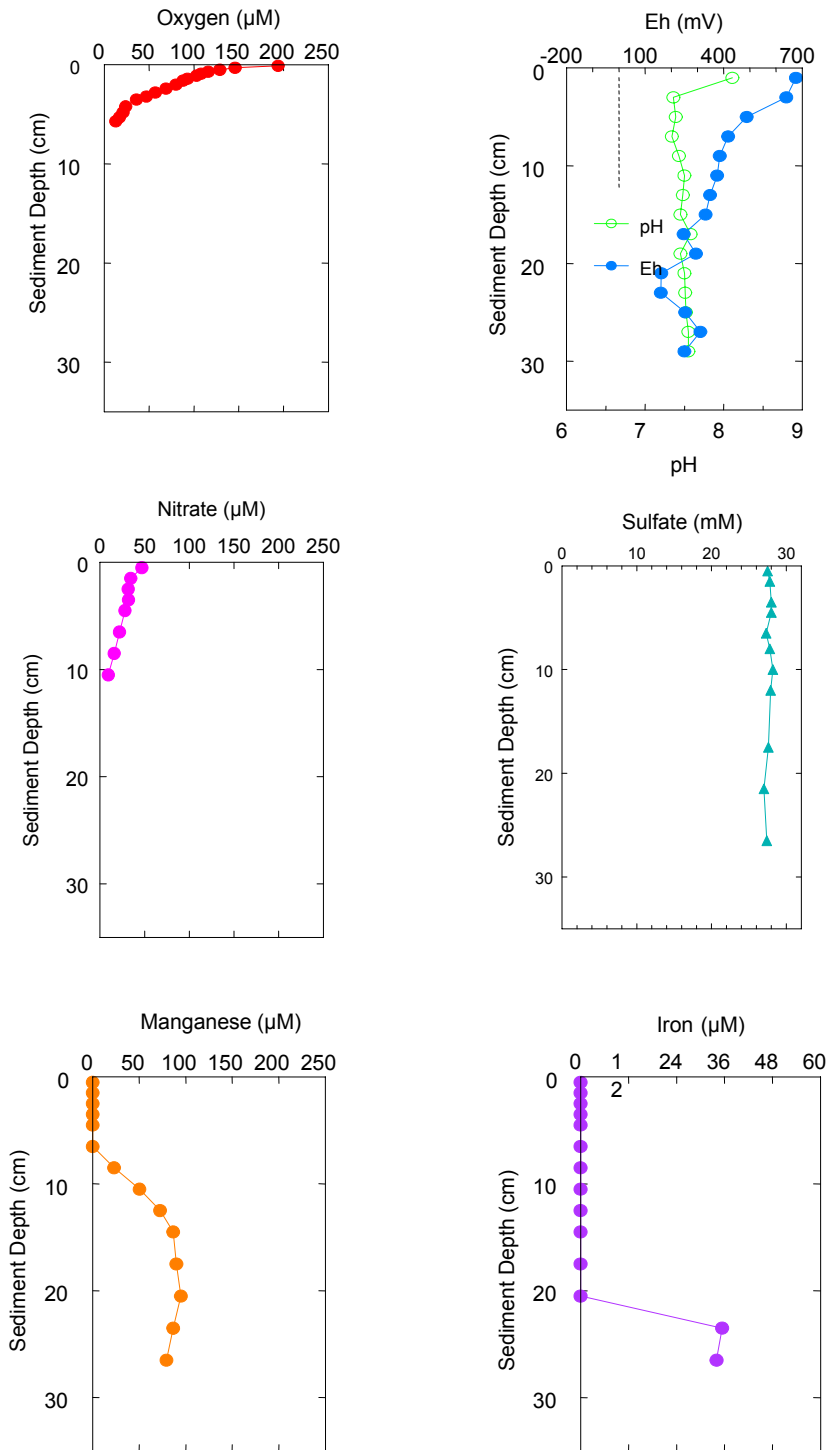 Oxygen (µM)
0 50 100 150 200 250
0
10
20
30
Sediment Depth (cm)
Eh (mV)
-200 100 400 700
0
10
20
30
Sediment Depth (cm)
pH
Eh
6 7 8 9
pH
Nitrate (µM)
0 50 100 150 200 250
0
10
20
30
Sediment Depth (cm)
Sulfate (mM)
0 10 20 30
0
10
20
30
Sediment Depth (cm)
Manganese (µM)
0 50 100 150 200 250
0
10
20
30
Sediment Depth (cm)
Iron (µM)
0 1 24 36 48 60
2
0
10
20
30
Sediment Depth (cm)